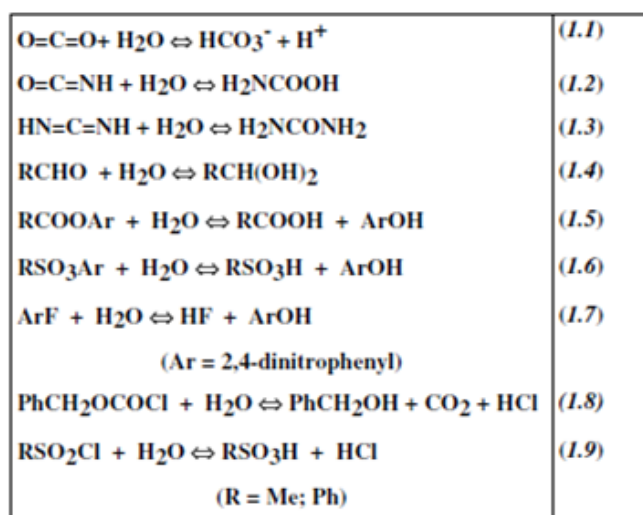 O=C=O+ H2O ⇔ HCO3⁻ + H⁺ (1.1)
O=C=NH + H2O ⇔ H2NCOOH (1.2)
HN=C=NH + H2O ⇔ H2NCONH2 (1.3)
RCHO + H2O ⇔ RCH(OH)2 (1.4)
RCOOAr + H2O ⇔ RCOOH + ArOH (1.5)
RSO3Ar + H2O ⇔ RSO3H + ArOH (1.6)
ArF + H2O ⇔ HF + ArOH (1.7)
(Ar = 2,4-dinitrophenyl)
PhCH2OCOCl + H2O ⇔ PhCH2OH + CO2 + HCl (1.8)
RSO2Cl + H2O ⇔ RSO3H + HCl (1.9)
(R = Me; Ph)